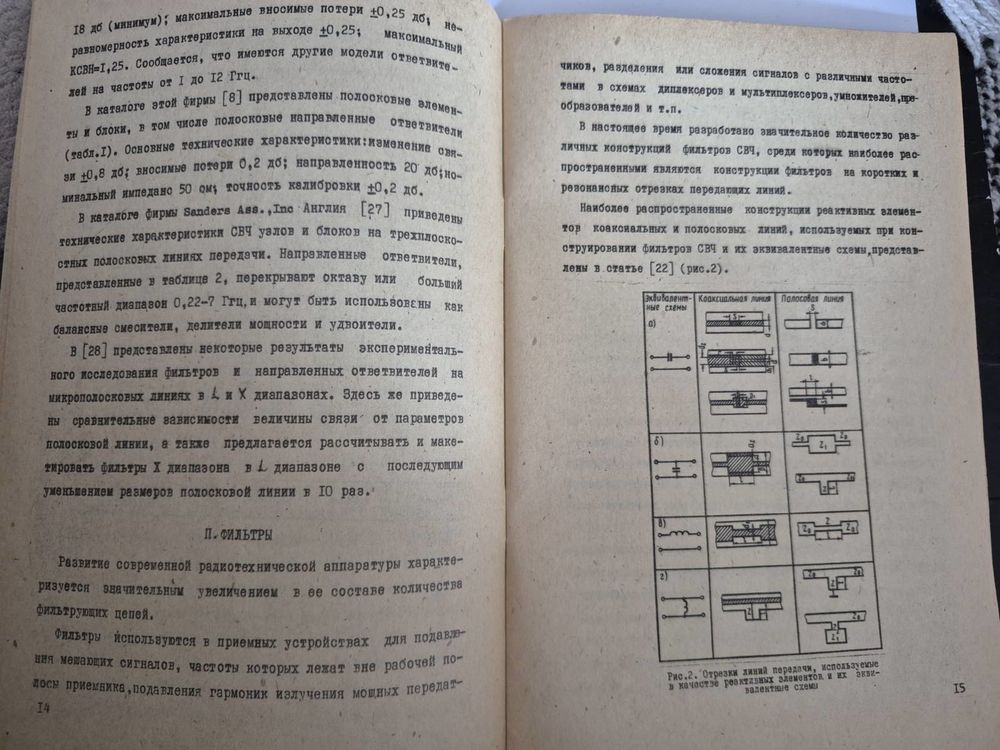 18 дб (минимум); максимальные вносимые потери ±0,25 дб; не-
равномерность характеристики на выходе ±0,25; максимальный
КСВН=I,25. Сообщается, что имеются другие модели ответвите-
лей на частоты от I до I2 Ггц.
В каталоге этой фирмы [8] представлены полосковые элемен-
ты и блоки, в том числе полосковые направленные ответвители
(табл.I). Основные технические характеристики:изменение свя-
зи ±0,8 дб; вносимые потери 0,2 дб; направленность 20 дб;но-
минальный импеданс 50 ом; точность калибровки ±0,2 дб.
В каталоге фирмы Sanders Ass.,Inc Англия [27] приведены
технические характеристики СВЧ узлов и блоков на трехплоско-
стных полосковых линиях передачи. Направленные ответвители,
представленные в таблице 2, перекрывают октаву или больший
частотный диапазон 0,22-7 Ггц,и могут быть использованы как
балансные смесители, делители мощности и удвоители.
В [28] представлены некоторые результаты эксперименталь-
ного исследования фильтров и направленных ответвителей на
микрополосковых линиях в L и X диапазонах. Здесь же приведе-
ны сравнительные зависимости величины связи от параметров
полосковой линии, а также предлагается рассчитывать и маке-
тировать фильтры X диапазона в L диапазоне с последующим
уменьшением размеров полосковой линии в IO раз.
П. ФИЛЬТРЫ
Развитие современной радиотехнической аппаратуры характе-
ризуется значительным увеличением в ее составе количества
фильтрующих цепей.
Фильтры используются в приемных устройствах для подавле-
ния мешающих сигналов, частоты которых лежат вне рабочей по-
лосы приемника,подавления гармоник излучения мощных передат-
I4
чиков, разделения или сложения сигналов с различными часто-
тами в схемах диплексеров и мультиплексеров,умножителей,пре-
образователей и т.п.
В настоящее время разработано значительное количество раз-
личных конструкций фильтров СВЧ, среди которых наиболее рас-
пространенными являются конструкции фильтров на коротких и
резонансных отрезках передающих линий.
Наиболее распространенные конструкции реактивных элемен-
тов коаксиальных и полосковых линий, используемых при кон-
струировании фильтров СВЧ и их эквивалентные схемы,представ-
лены в статье [22] (рис.2).
Эквивалент-
ные схемы
Коаксиальная линия
Полосовая линия
а)
б)
в)
г)
Рис.2. Отрезки линий передачи, используемые
в качестве реактивных элементов и их экви-
валентные схемы
I5